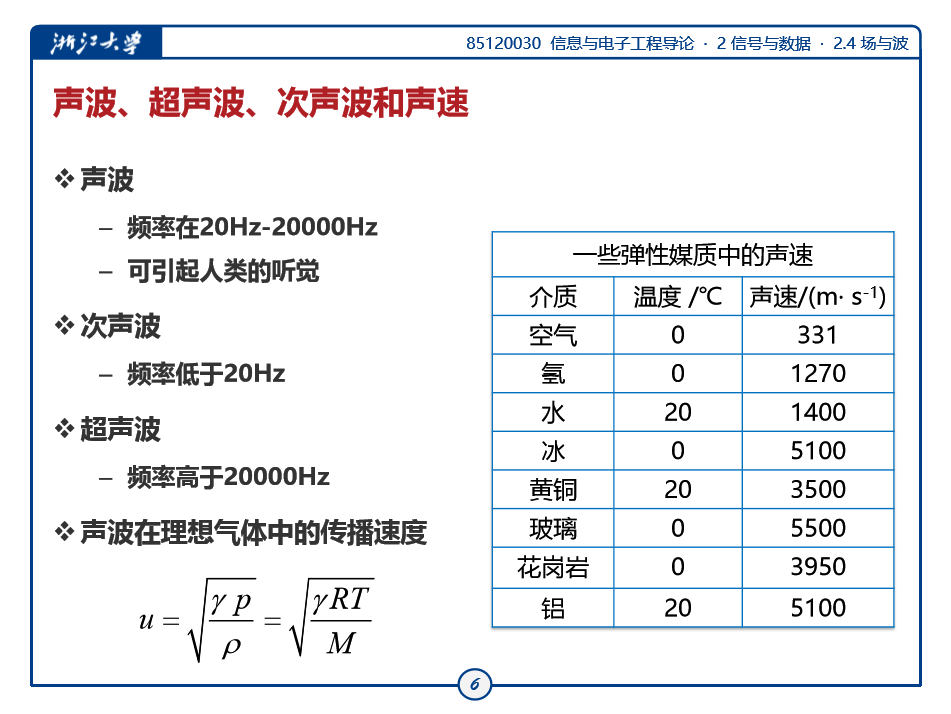 浙江大学
85120030 信息与电子工程导论 · 2 信号与数据 · 2.4 场与波
声波、超声波、次声波和声速
❖ 声波
– 频率在20Hz-20000Hz
– 可引起人类的听觉
❖ 次声波
– 频率低于20Hz
❖ 超声波
– 频率高于20000Hz
❖ 声波在理想气体中的传播速度
u = √(γ p / ρ) = √(γRT / M)
一些弹性媒质中的声速
介质 温度 /℃ 声速/(m· s⁻¹)
空气 0 331
氢 0 1270
水 20 1400
冰 0 5100
黄铜 20 3500
玻璃 0 5500
花岗岩 0 3950
铝 20 5100
6